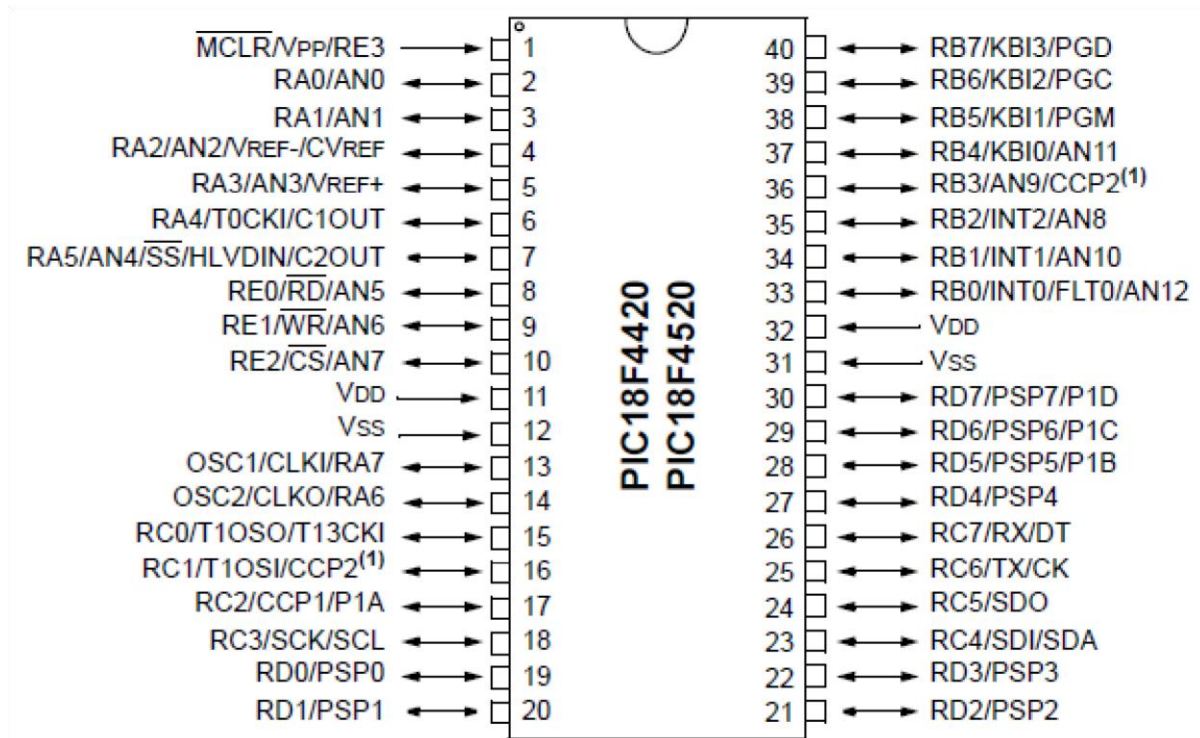 M̅C̅L̅R̅/VPP/RE3 1
RA0/AN0 2
RA1/AN1 3
RA2/AN2/VREF-/CVREF 4
RA3/AN3/VREF+ 5
RA4/T0CKI/C1OUT 6
RA5/AN4/S̅S̅/HLVDIN/C2OUT 7
RE0/R̅D̅/AN5 8
RE1/W̅R̅/AN6 9
RE2/C̅S̅/AN7 10
VDD 11
VSS 12
OSC1/CLKI/RA7 13
OSC2/CLKO/RA6 14
RC0/T1OSO/T13CKI 15
RC1/T1OSI/CCP2(1) 16
RC2/CCP1/P1A 17
RC3/SCK/SCL 18
RD0/PSP0 19
RD1/PSP1 20
PIC18F4420
PIC18F4520
40 RB7/KBI3/PGD
39 RB6/KBI2/PGC
38 RB5/KBI1/PGM
37 RB4/KBI0/AN11
36 RB3/AN9/CCP2(1)
35 RB2/INT2/AN8
34 RB1/INT1/AN10
33 RB0/INT0/FLT0/AN12
32 VDD
31 VSS
30 RD7/PSP7/P1D
29 RD6/PSP6/P1C
28 RD5/PSP5/P1B
27 RD4/PSP4
26 RC7/RX/DT
25 RC6/TX/CK
24 RC5/SDO
23 RC4/SDI/SDA
22 RD3/PSP3
21 RD2/PSP2